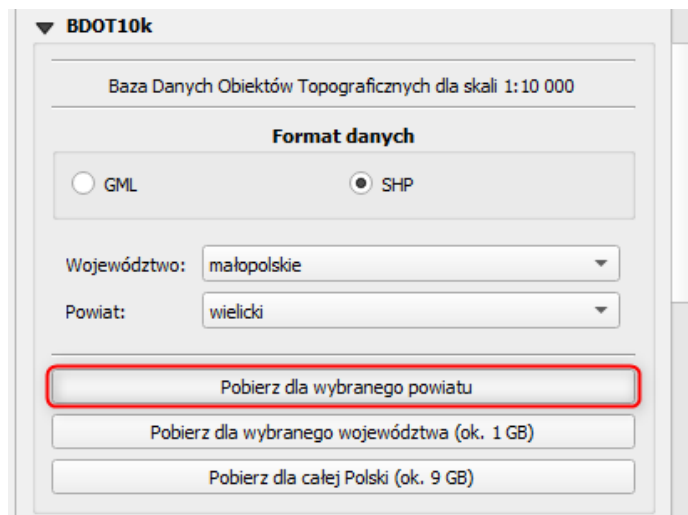 BDOT10k
Baza Danych Obiektów Topograficznych dla skali 1:10 000
Format danych
GML SHP
Województwo: małopolskie
Powiat: wielicki
Pobierz dla wybranego powiatu
Pobierz dla wybranego województwa (ok. 1 GB)
Pobierz dla całej Polski (ok. 9 GB)